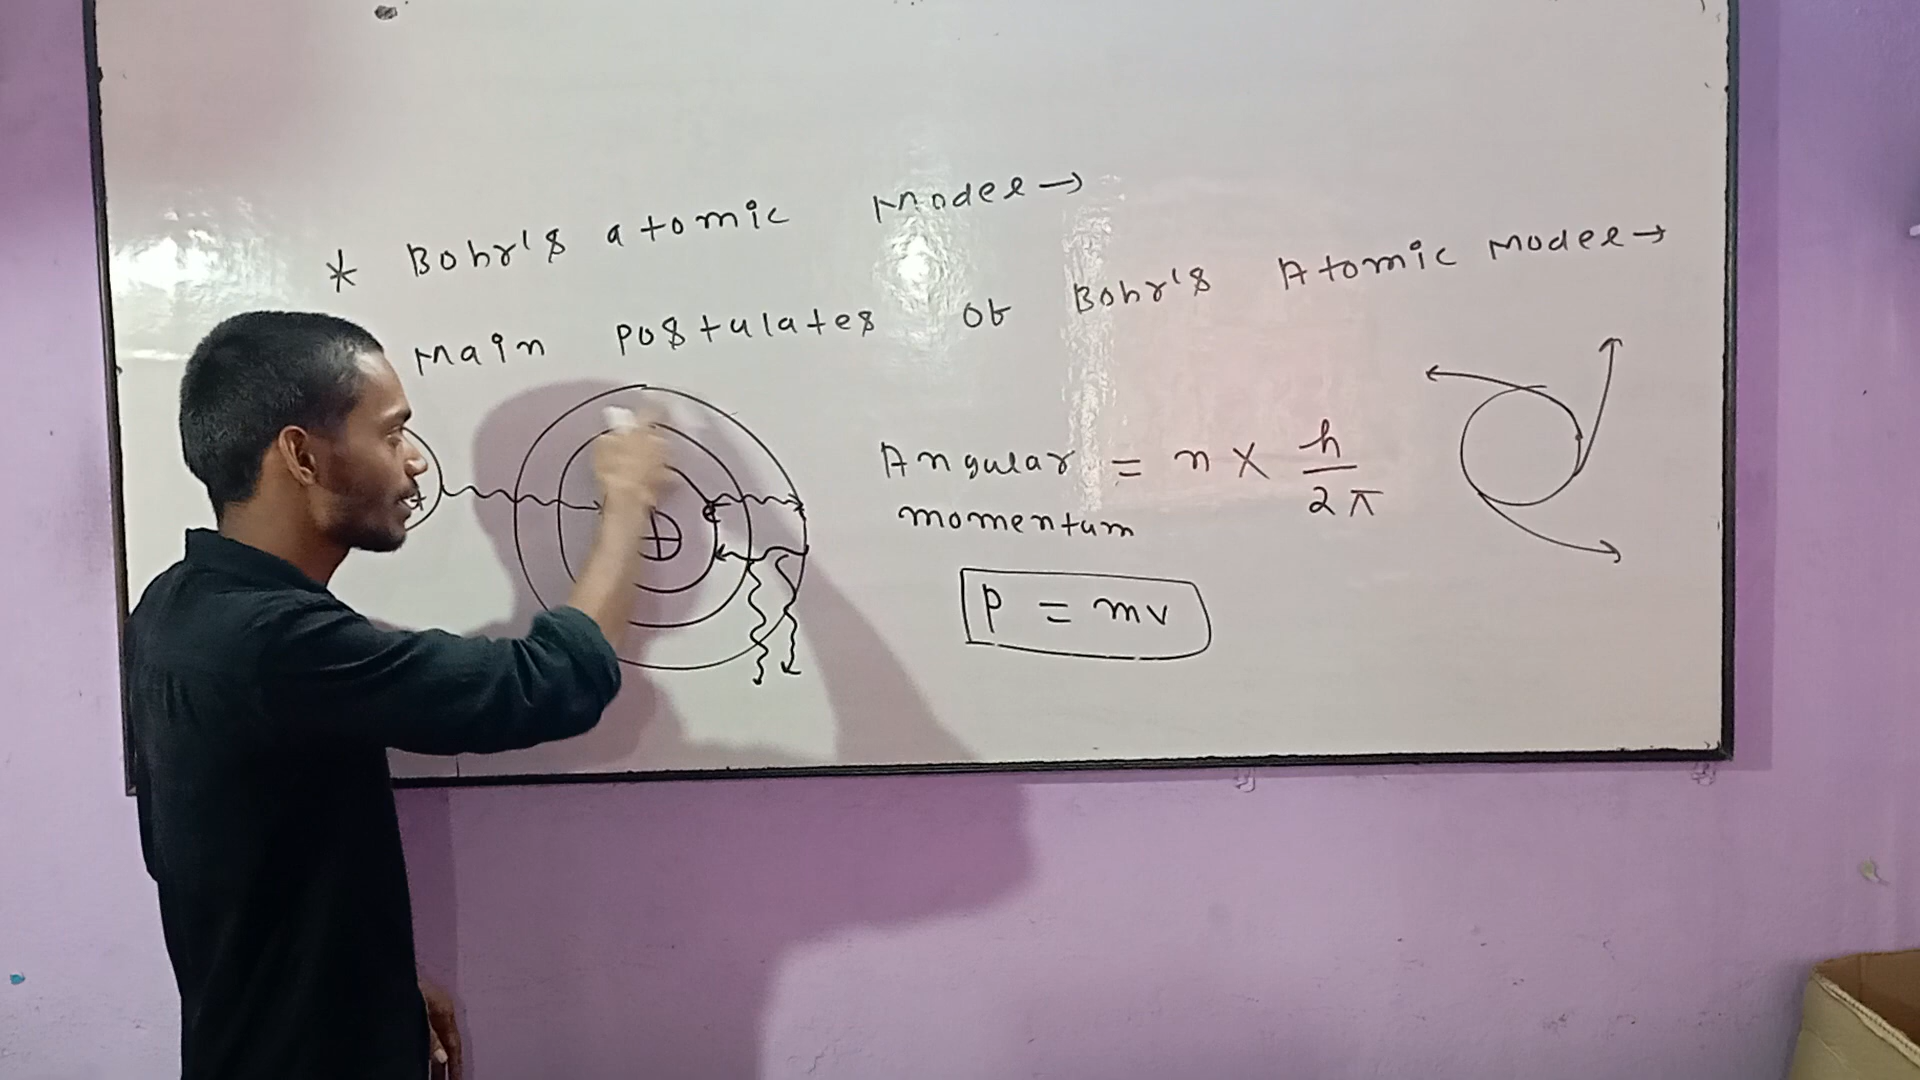 * Bohr's atomic Model →
Main postulates of Bohr's Atomic Model →
Angular momentum = n × h / 2π
P = mv
+
e